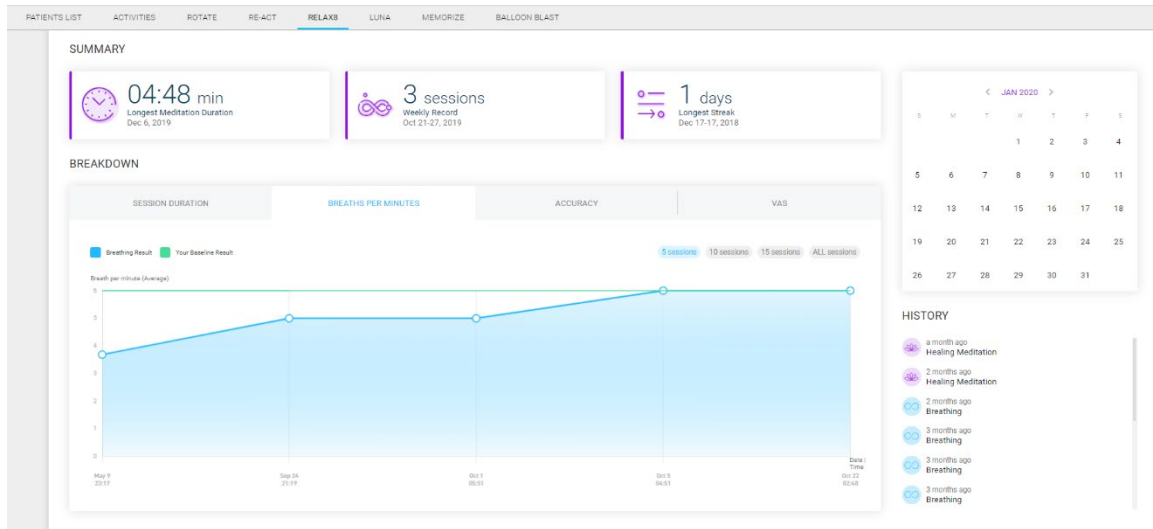 PATIENTS LIST ACTIVITIES ROTATE RE-ACT RELAX8 LUNA MEMORIZE BALLOON BLAST
SUMMARY
04:48 min
Longest Meditation Duration
Dec 6, 2019
3 sessions
Weekly Record
Oct 21-27, 2019
1 days
Longest Streak
Dec 17-17, 2018
BREAKDOWN
SESSION DURATION BREATHS PER MINUTES ACCURACY VAS
Breathing Result Your Baseline Result
5 sessions 10 sessions 15 sessions ALL sessions
Breath per minute (Average)
6
5
4
3
2
1
0
Date :
Time
May 9 Sep 24 Oct 1 Oct 5 Oct 22
23:19 21:19 05:51 04:51 02:48
< JAN 2020 >
S M T W T F S
1 2 3 4
5 6 7 8 9 10 11
12 13 14 15 16 17 18
19 20 21 22 23 24 25
26 27 28 29 30 31
HISTORY
a month ago
Healing Meditation
2 months ago
Healing Meditation
2 months ago
Breathing
3 months ago
Breathing
3 months ago
Breathing
3 months ago
Breathing